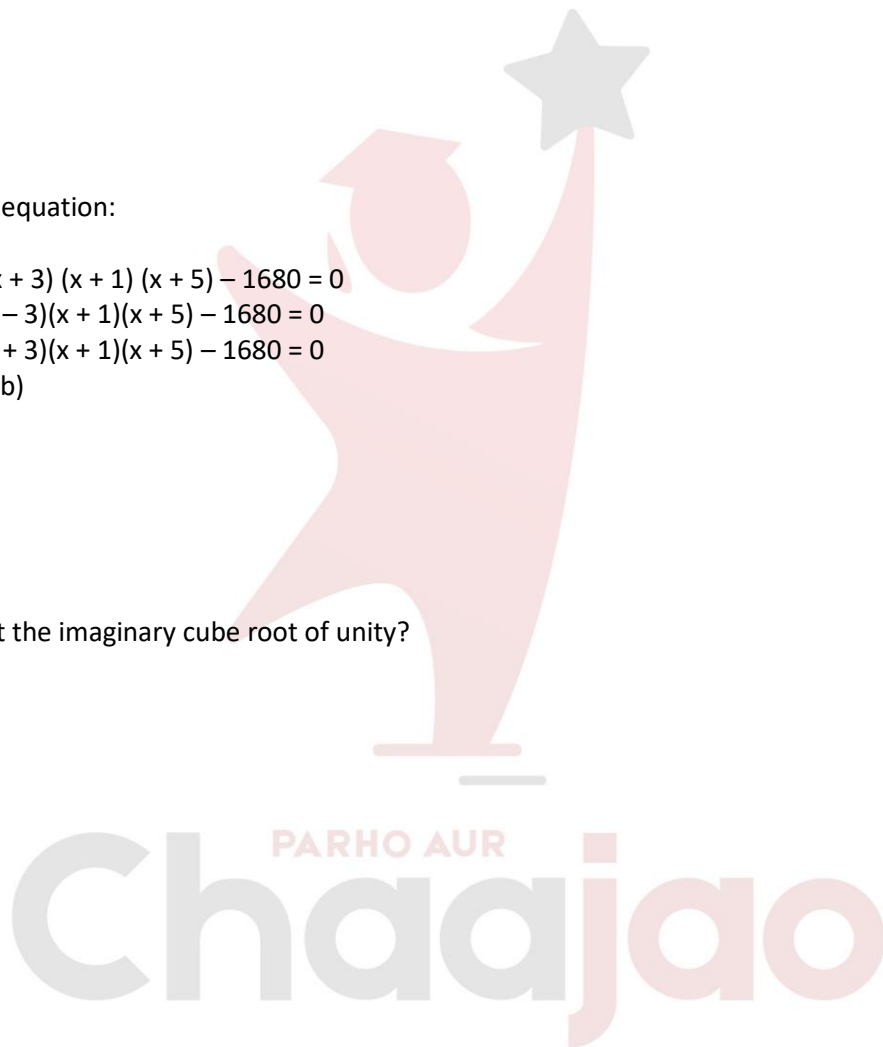 equation:
+ 3) (x + 1) (x + 5) – 1680 = 0
– 3)(x + 1)(x + 5) – 1680 = 0
+ 3)(x + 1)(x + 5) – 1680 = 0
b)
the imaginary cube root of unity?
PARHO AUR
Chaajao